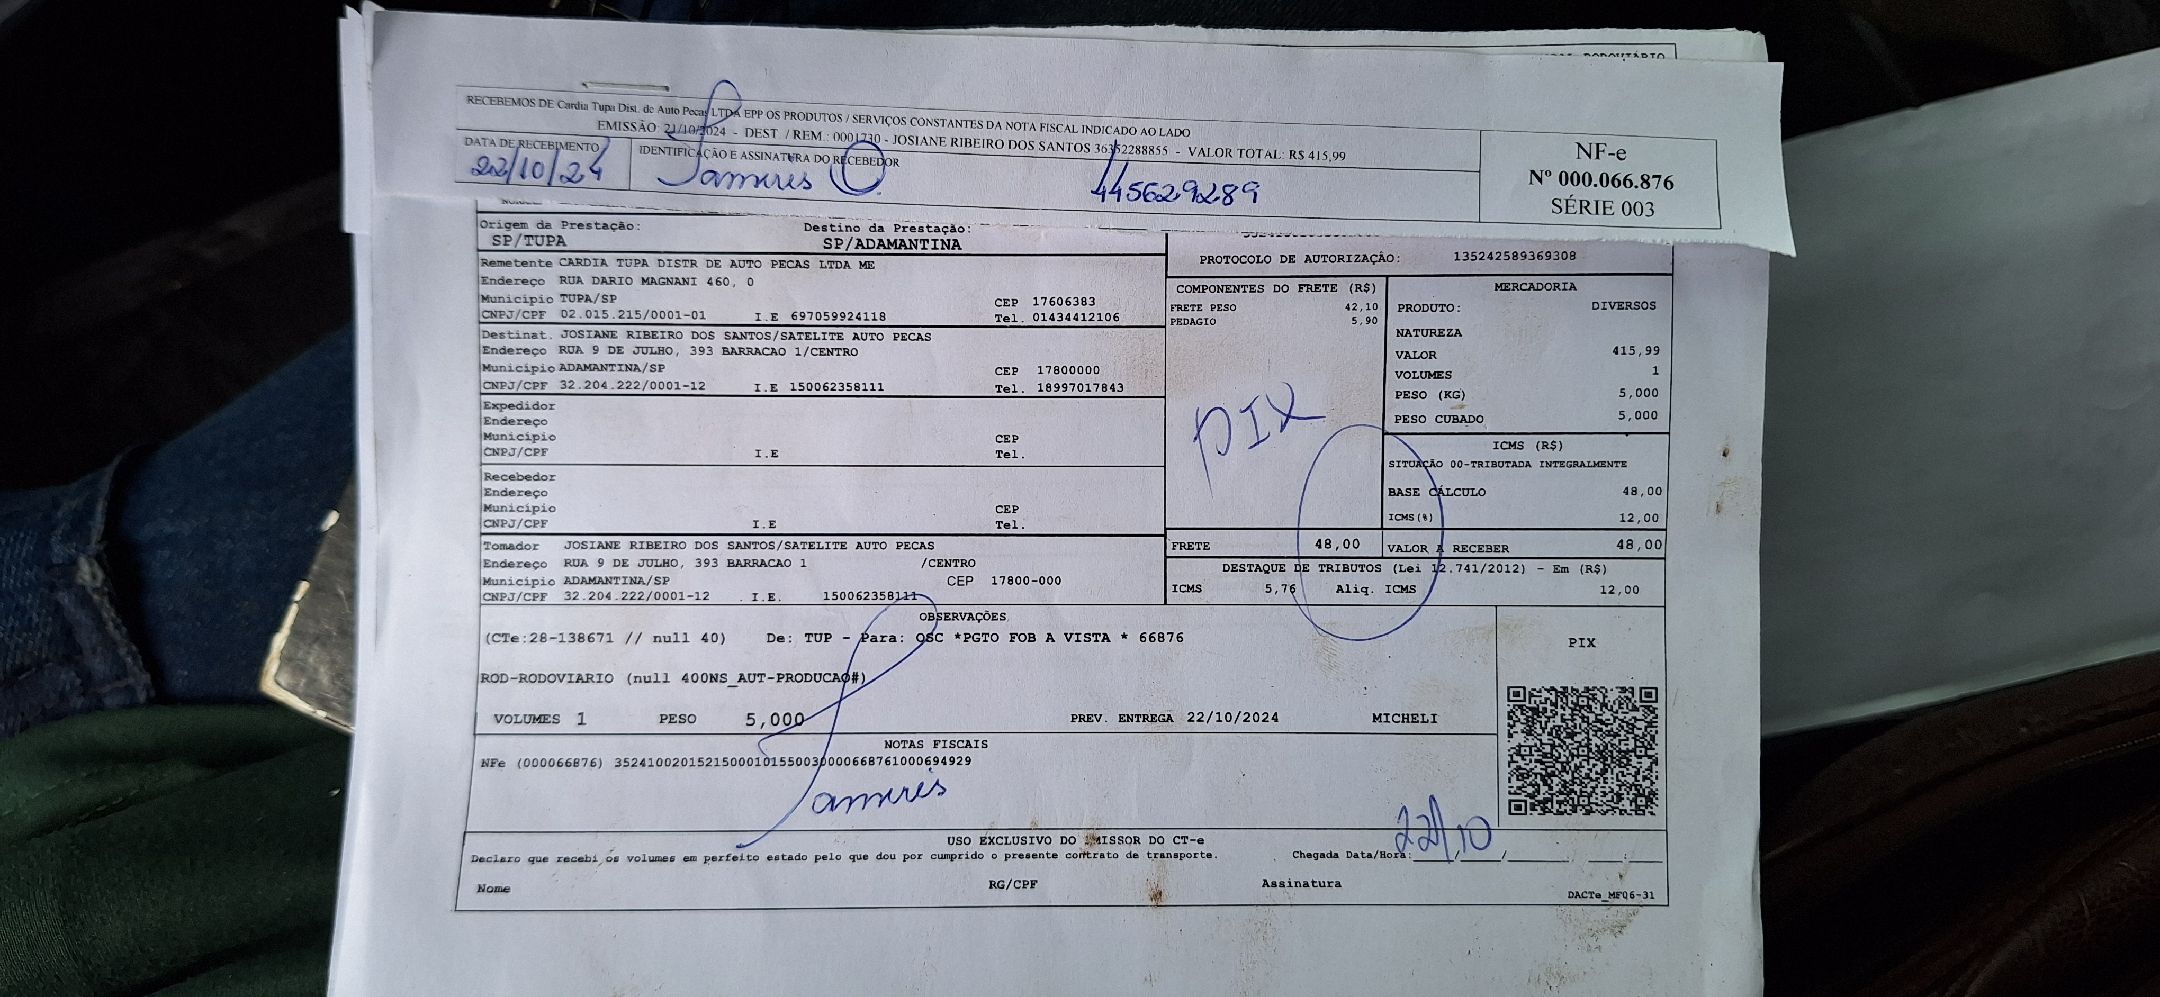 RECEBEMOS DE Cardia Tupa Dist. de Auto Pecas LTDA EPP OS PRODUTOS / SERVIÇOS CONSTANTES DA NOTA FISCAL INDICADO AO LADO
EMISSÃO: 21/10/2024 - DEST. / REM.: 0001730 - JOSIANE RIBEIRO DOS SANTOS 36352288855 - VALOR TOTAL: R$ 415,99
DATA DE RECEBIMENTO
22/10/24
IDENTIFICAÇÃO E ASSINATURA DO RECEBEDOR
Tamires C.
445629289
NF-e
Nº 000.066.876
SÉRIE 003
Origem da Prestação:
SP/TUPA
Destino da Prestação:
SP/ADAMANTINA
PROTOCOLO DE AUTORIZAÇÃO: 135242589369308
Remetente CARDIA TUPA DISTR DE AUTO PECAS LTDA ME
Endereço RUA DARIO MAGNANI 460, 0
Municipio TUPA/SP CEP 17606383
CNPJ/CPF 02.015.215/0001-01 I.E 697059924118 Tel. 01434412106
Destinat. JOSIANE RIBEIRO DOS SANTOS/SATELITE AUTO PECAS
Endereço RUA 9 DE JULHO, 393 BARRACAO 1/CENTRO
Municipio ADAMANTINA/SP CEP 17800000
CNPJ/CPF 32.204.222/0001-12 I.E 150062358111 Tel. 18997017843
Expedidor
Endereço
Municipio CEP
CNPJ/CPF I.E Tel.
Recebedor
Endereço
Municipio CEP
CNPJ/CPF I.E Tel.
Tomador JOSIANE RIBEIRO DOS SANTOS/SATELITE AUTO PECAS
Endereço RUA 9 DE JULHO, 393 BARRACAO 1 /CENTRO
Municipio ADAMANTINA/SP CEP 17800-000
CNPJ/CPF 32.204.222/0001-12 I.E. 150062358111
COMPONENTES DO FRETE (R$)
FRETE PESO 42,10
PEDAGIO 5,90
PIX
MERCADORIA
PRODUTO: DIVERSOS
NATUREZA
VALOR 415,99
VOLUMES 1
PESO (KG) 5,000
PESO CUBADO 5,000
ICMS (R$)
SITUAÇÃO 00-TRIBUTADA INTEGRALMENTE
BASE CÁLCULO 48,00
ICMS(%) 12,00
FRETE 48,00 VALOR A RECEBER 48,00
DESTAQUE DE TRIBUTOS (Lei 12.741/2012) - Em (R$)
ICMS 5,76 Aliq. ICMS 12,00
OBSERVAÇÕES
(CTe:28-138671 // null 40) De: TUP - Para: OSC *PGTO FOB A VISTA * 66876
ROD-RODOVIARIO (null 400NS_AUT-PRODUCAO#)
VOLUMES 1 PESO 5,000 PREV. ENTREGA 22/10/2024 MICHELI
PIX
NOTAS FISCAIS
NFe (000066876) 35241002015215000101550030000668761000694929
Tamires
22/10
USO EXCLUSIVO DO EMISSOR DO CT-e
Declaro que recebi os volumes em perfeito estado pelo que dou por cumprido o presente contrato de transporte. Chegada Data/Hora:
Nome RG/CPF Assinatura
DACTe_MF06-31